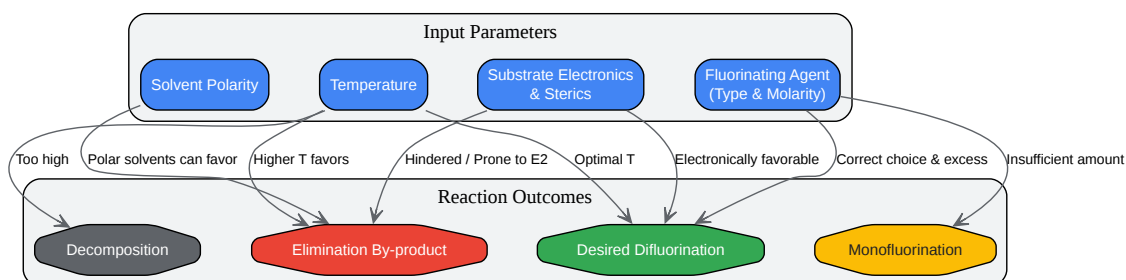 Input Parameters
Solvent Polarity
Temperature
Substrate Electronics
& Sterics
Fluorinating Agent
(Type & Molarity)
Too high
Polar solvents can favor
Higher T favors
Hindered / Prone to E2
Optimal T
Electronically favorable
Correct choice & excess
Insufficient amount
Reaction Outcomes
Decomposition
Elimination By-product
Desired Difluorination
Monofluorination